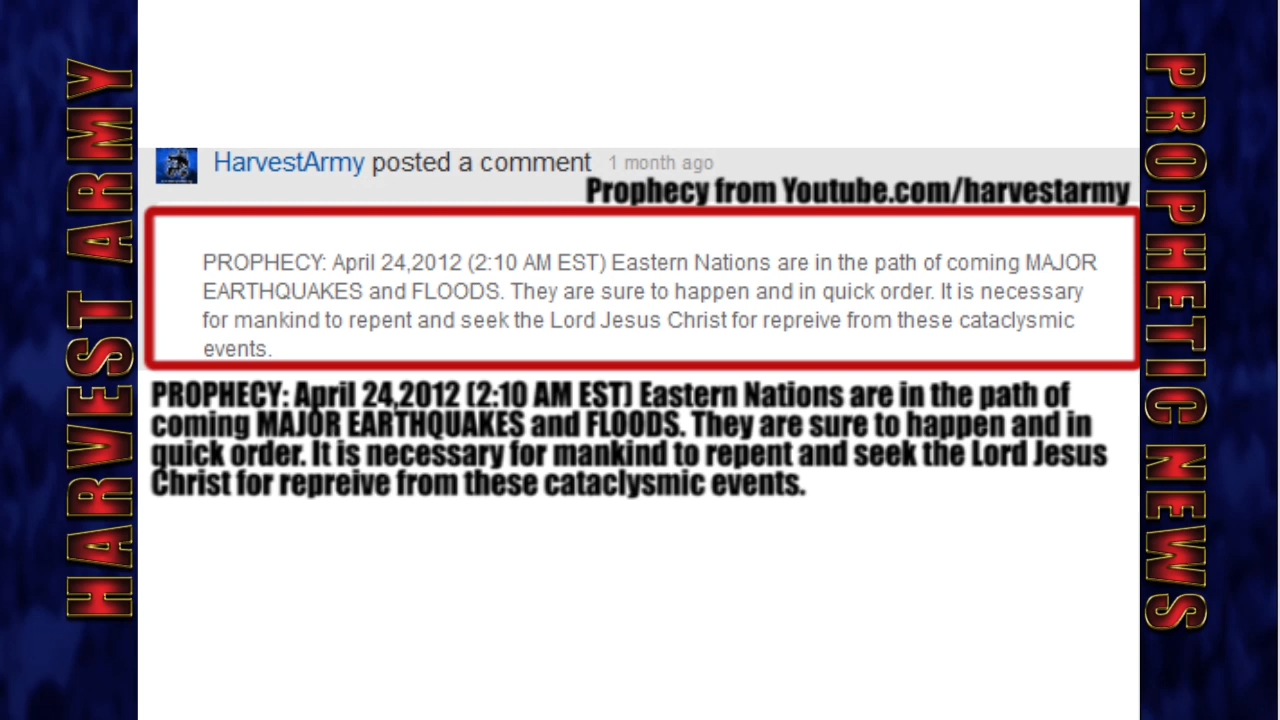 HARVEST ARMY
HarvestArmy posted a comment 1 month ago
Prophecy from Youtube.com/harvestarmy
PROPHECY: April 24,2012 (2:10 AM EST) Eastern Nations are in the path of coming MAJOR
EARTHQUAKES and FLOODS. They are sure to happen and in quick order. It is necessary
for mankind to repent and seek the Lord Jesus Christ for repreive from these cataclysmic
events.
PROPHECY: April 24,2012 (2:10 AM EST) Eastern Nations are in the path of
coming MAJOR EARTHQUAKES and FLOODS. They are sure to happen and in
quick order. It is necessary for mankind to repent and seek the Lord Jesus
Christ for repreive from these cataclysmic events.
PROPHETIC NEWS